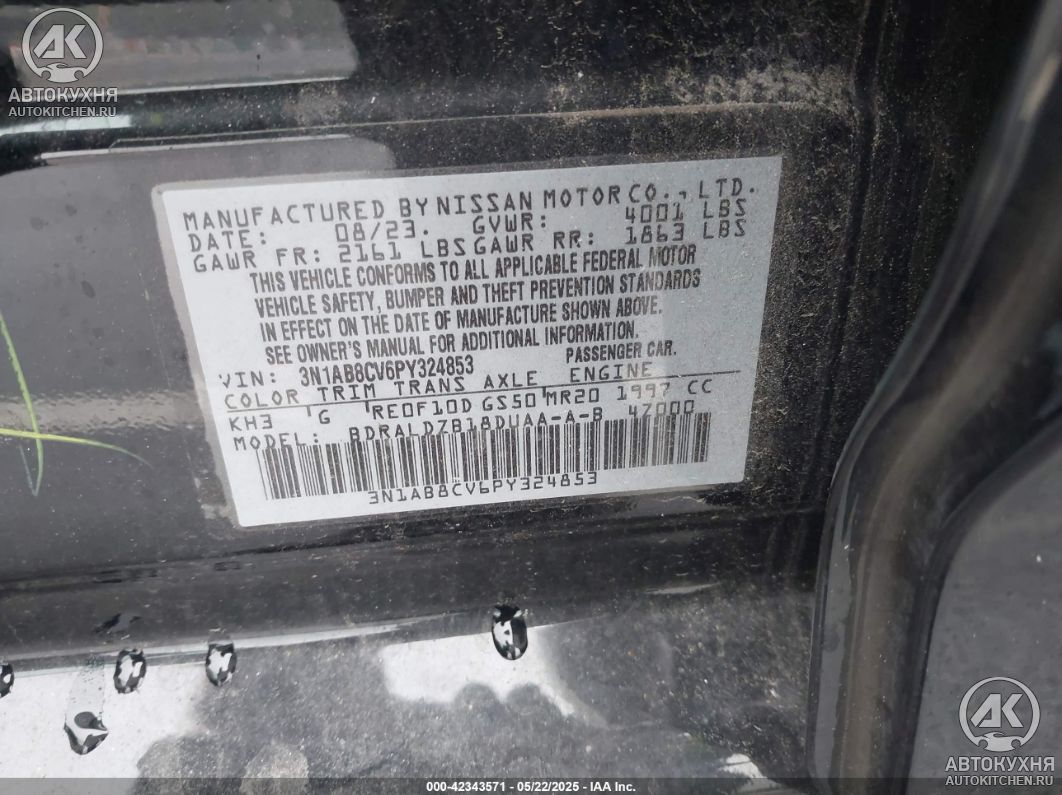 AK
АВТОКУХНЯ
AUTOKITCHEN.RU
MANUFACTURED BY NISSAN MOTOR CO., LTD.
DATE: 08/23. GVWR: 4001 LBS
GAWR FR: 2161 LBS GAWR RR: 1863 LBS
THIS VEHICLE CONFORMS TO ALL APPLICABLE FEDERAL MOTOR
VEHICLE SAFETY, BUMPER AND THEFT PREVENTION STANDARDS
IN EFFECT ON THE DATE OF MANUFACTURE SHOWN ABOVE.
SEE OWNER'S MANUAL FOR ADDITIONAL INFORMATION.
VIN: 3N1AB8CV6PY324853 PASSENGER CAR.
COLOR TRIM TRANS AXLE ENGINE
KH3 G RE0F10D GS50 MR20 1997 CC
MODEL: BDRALDZB18DUAA-A-B 47000
3N1AB8CV6PY324853
AK
АВТОКУХНЯ
AUTOKITCHEN.RU
000-42343571 - 05/22/2025 - IAA Inc.